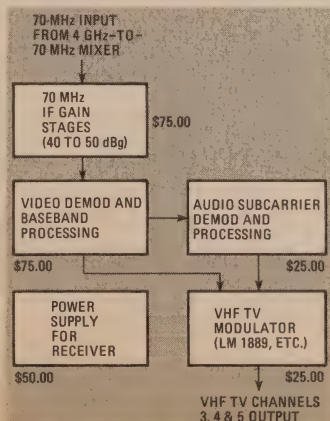 70-MHz INPUT
FROM 4 GHz-TO-
70 MHz MIXER
70 MHz
IF GAIN
STAGES
(40 TO 50 dBg)
$75.00
VIDEO DEMOD AND
BASEBAND
PROCESSING
$75.00
AUDIO SUBCARRIER
DEMOD AND
PROCESSING
$25.00
POWER
SUPPLY
FOR
RECEIVER
$50.00
VHF TV
MODULATOR
(LM 1889, ETC.)
$25.00
VHF TV CHANNELS
3, 4 & 5 OUTPUT